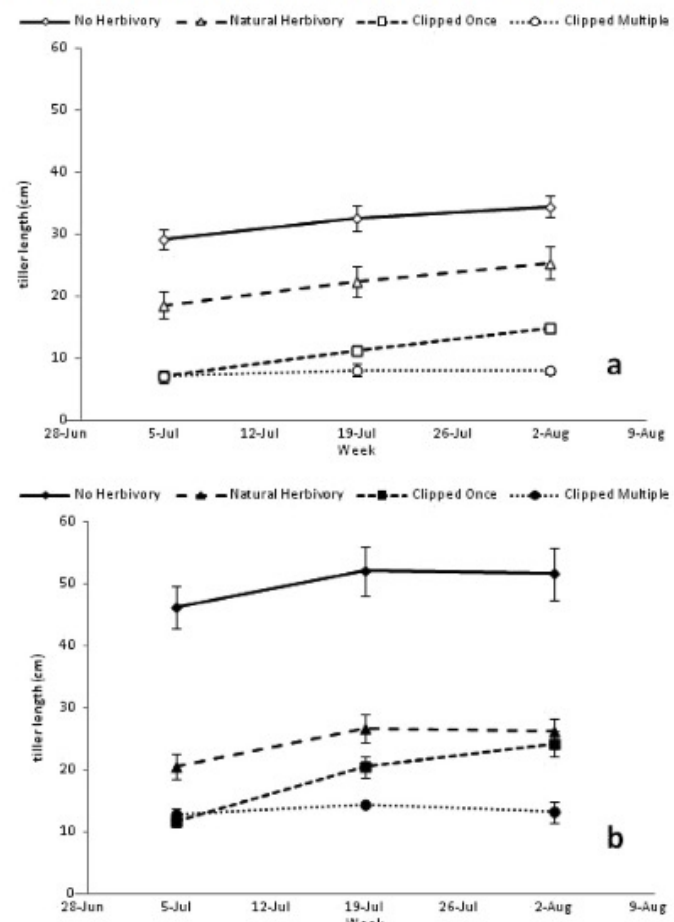 No Herbivory Natural Herbivory Clipped Once Clipped Multiple
60
50
40
30
20
10
0
tiller length (cm)
a
28-Jun 5-Jul 12-Jul 19-Jul 26-Jul 2-Aug 9-Aug
Week
No Herbivory Natural Herbivory Clipped Once Clipped Multiple
60
50
40
30
20
10
0
tiller length (cm)
b
28-Jun 5-Jul 12-Jul 19-Jul 26-Jul 2-Aug 9-Aug
Week